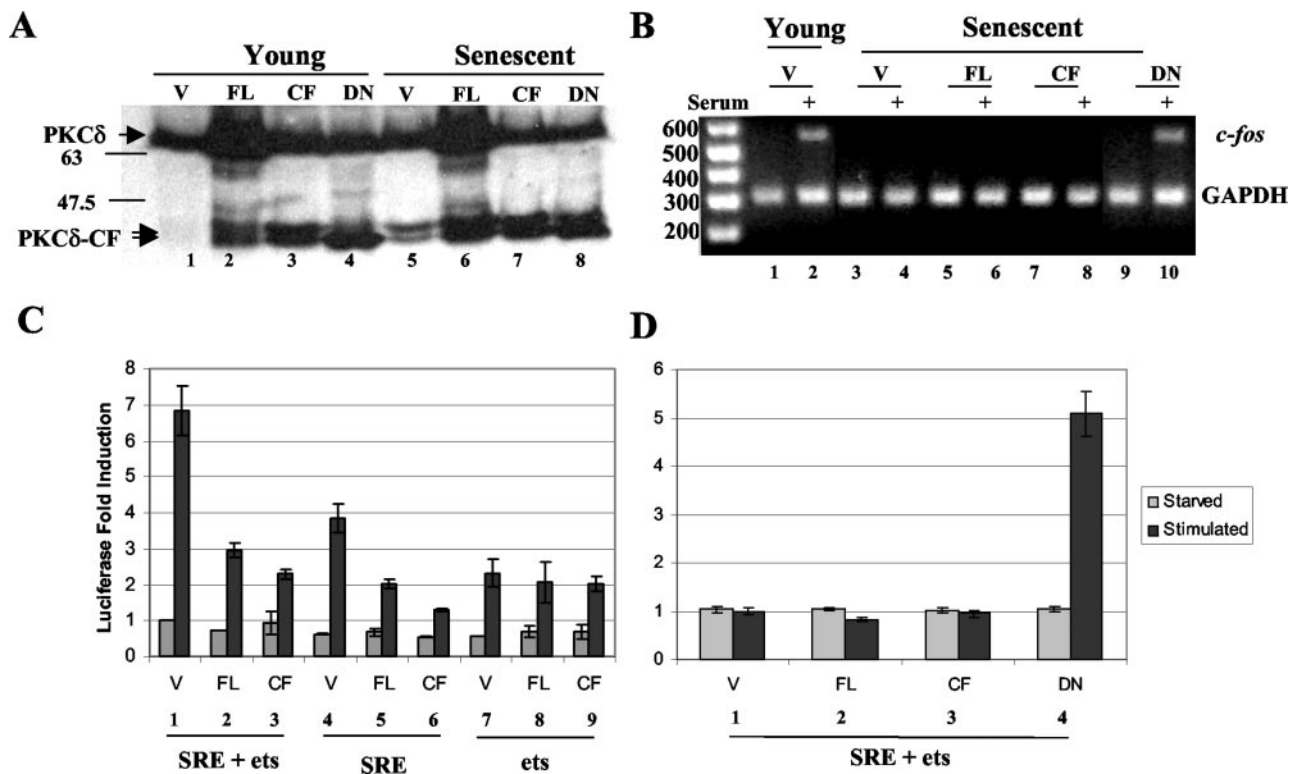 A
Young Senescent
V FL CF DN V FL CF DN
PKCδ
63
47.5
PKCδ-CF
1 2 3 4 5 6 7 8
B
Young Senescent
V V FL CF DN
Serum + + + + +
600
500
400
300
200
c-fos
GAPDH
1 2 3 4 5 6 7 8 9 10
C
Luciferase Fold Induction
8
7
6
5
4
3
2
1
0
V FL CF V FL CF V FL CF
1 2 3 4 5 6 7 8 9
SRE + ets SRE ets
D
6
5
4
3
2
1
0
V FL CF DN
1 2 3 4
SRE + ets
Starved
Stimulated